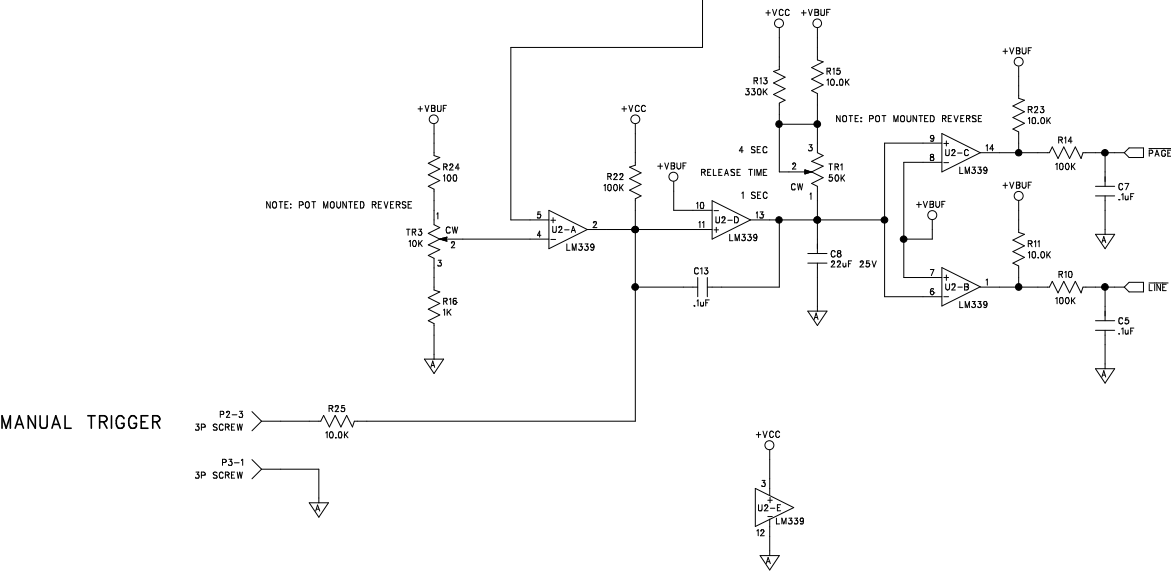 +VCC +VBUF
R13
330K
R15
10.0K
+VBUF
R23
10.0K
NOTE: POT MOUNTED REVERSE
+VBUF
+VCC
R24
100
R22
100K
+VBUF
4 SEC
RELEASE TIME
1 SEC
3
2
CW
1
TR1
50K
9
8
+
-
U2-C
14
LM339
R14
100K
PAGE
C7
.1uF
A
NOTE: POT MOUNTED REVERSE
1
TR3
10K
CW
2
3
5
4
+
-
U2-A
2
LM339
10
11
-
+
U2-D
13
LM339
+VBUF
+VBUF
R11
10.0K
C8
22uF 25V
A
C13
.1uF
R16
1K
A
7
6
+
-
U2-B
1
LM339
R10
100K
LINE
C5
.1uF
A
MANUAL TRIGGER
P2-3
3P SCREW
R25
10.0K
P3-1
3P SCREW
A
+VCC
3
+
U2-E
-
LM339
12
A